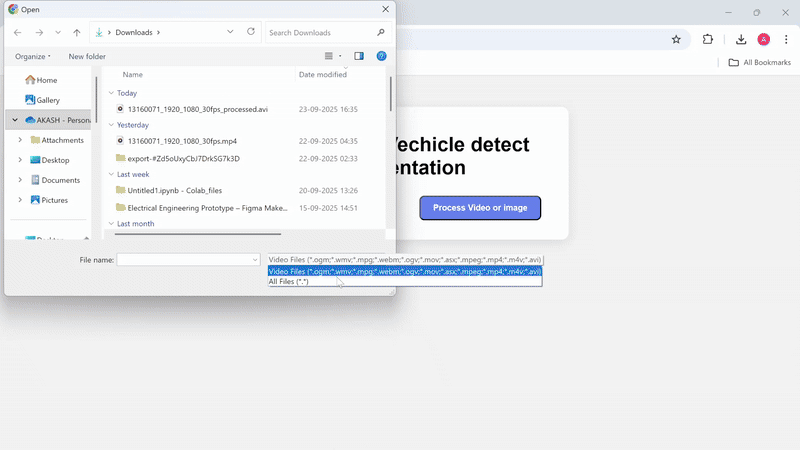 Open
Downloads
Search Downloads
Organize
New folder
Name
Date modified
Home
Gallery
AKASH - Persona
Attachments
Desktop
Documents
Pictures
Desktop
Today
13160071_1920_1080_30fps_processed.avi 23-09-2025 16:35
Yesterday
13160071_1920_1080_30fps.mp4 22-09-2025 04:35
export-#Zd5oUxyCbJ7DrkSG7k3D 22-09-2025 02:33
Last week
Untitled1.ipynb - Colab_files 20-09-2025 13:26
Electrical Engineering Prototype – Figma Make... 15-09-2025 14:51
Last month
File name:
Video Files (*.ogm;*.wmv;*.mpg;*.webm;*.ogv;*.mov;*.asx;*.mpeg;*.mp4;*.m4v;*.avi)
Video Files (*.ogm;*.wmv;*.mpg;*.webm;*.ogv;*.mov;*.asx;*.mpeg;*.mp4;*.m4v;*.avi)
All Files (*.*)
A
All Bookmarks
Vechicle detect
entation
Process Video or image